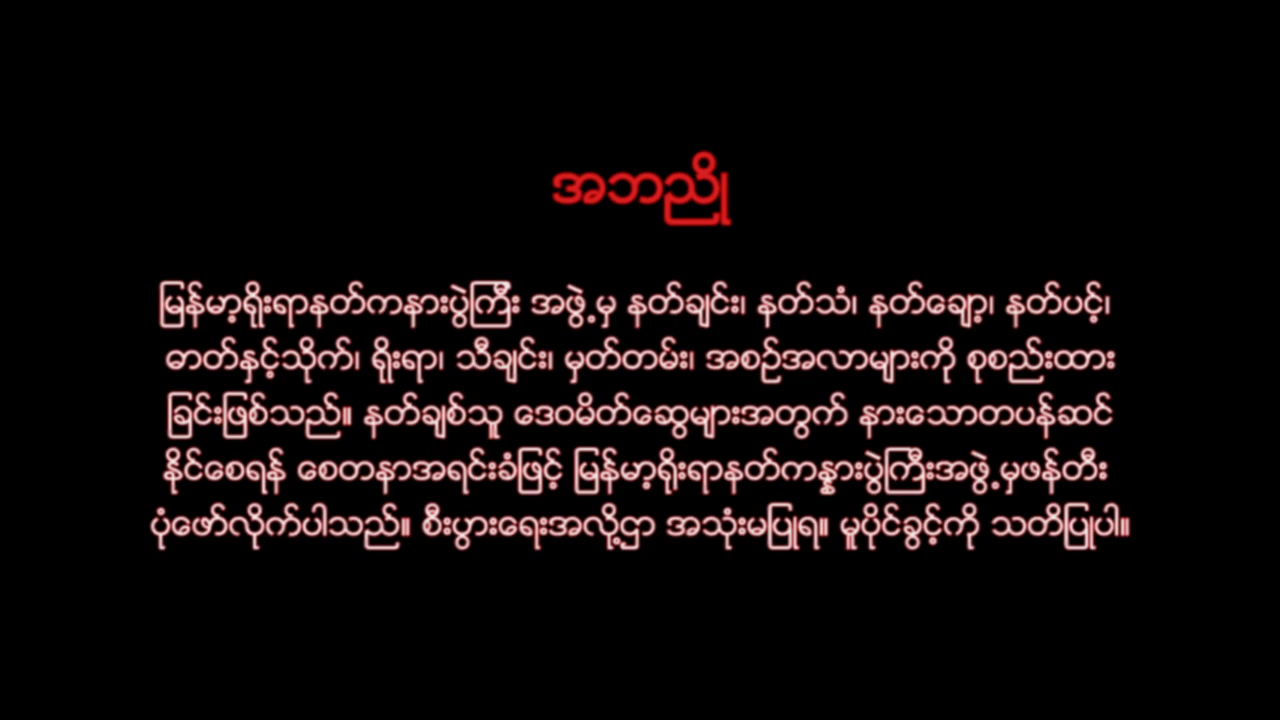 အဘညို
မြန်မာ့ရိုးရာနတ်ကနားပွဲကြီး အဖွဲ့မှ နတ်ချင်း၊ နတ်သံ၊ နတ်ချော့၊ နတ်ပင့်၊
ဓာတ်နှင့်သိုက်၊ ရိုးရာ၊ သီချင်း၊ မှတ်တမ်း၊ အစဉ်အလာများကို စုစည်းထား
ခြင်းဖြစ်သည်။ နတ်ချစ်သူ ဒေဝမိတ်ဆွေများအတွက် နားသောတပန်ဆင်
နိုင်စေရန် စေတနာအရင်းခံဖြင့် မြန်မာ့ရိုးရာနတ်ကန္နားပွဲကြီးအဖွဲ့မှဖန်တီး
ပုံဖော်လိုက်ပါသည်။ စီးပွားရေးအလို့ဌာ အသုံးမပြုရ။ မူပိုင်ခွင့်ကို သတိပြုပါ။